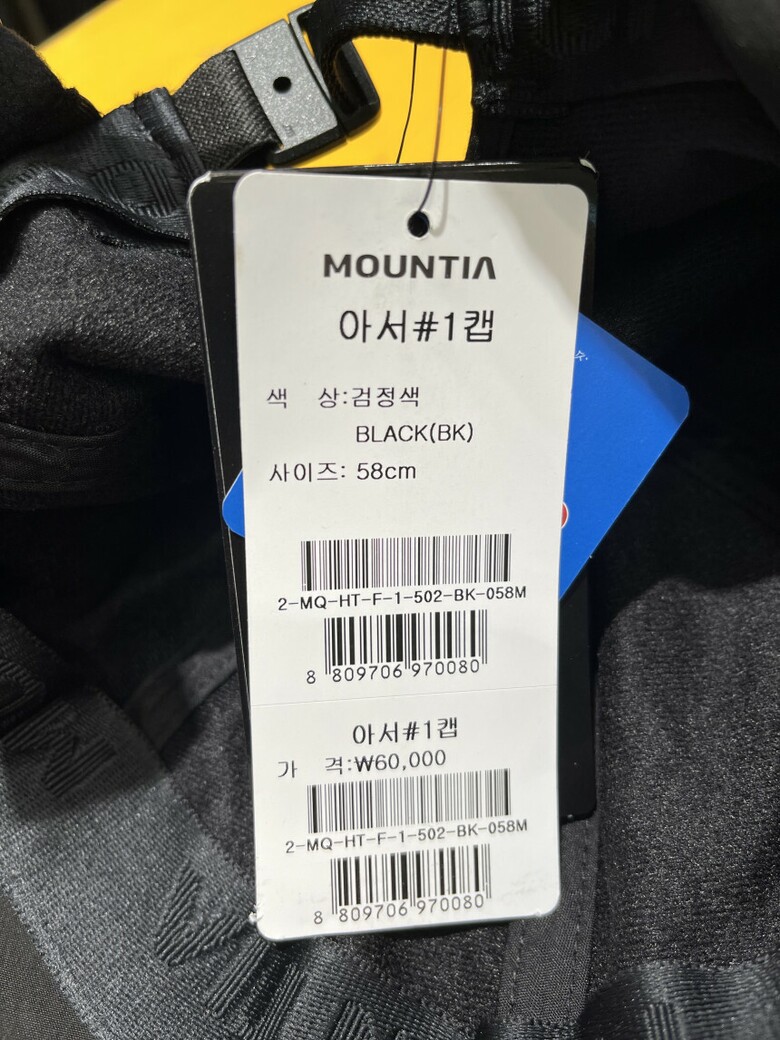 MOUNTIA
아서#1캡
색 상:검정색
BLACK(BK)
사이즈: 58cm
2-MQ-HT-F-1-502-BK-058M
8 809706 970080
아서#1캡
가 격:₩60,000
2-MQ-HT-F-1-502-BK-058M
8 809706 970080